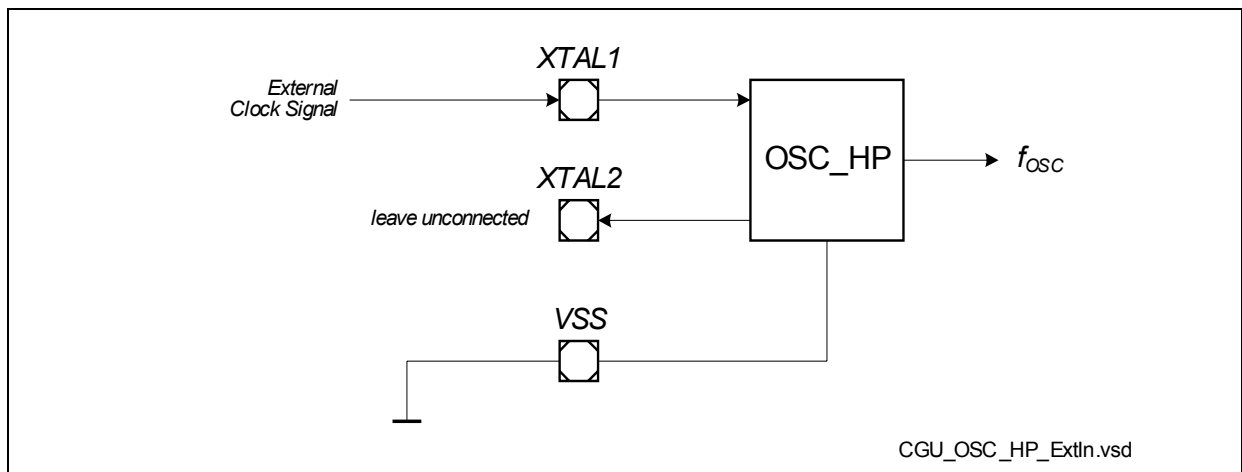 XTAL1
External
Clock Signal
OSC_HP
fOSC
XTAL2
leave unconnected
VSS
CGU_OSC_HP_ExtIn.vsd